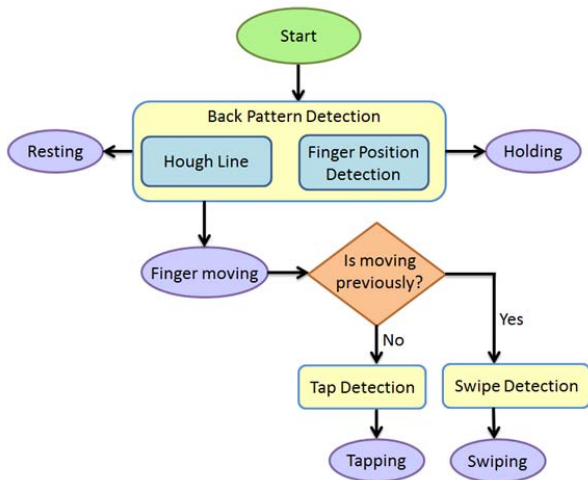 Start
Back Pattern Detection
Resting
Hough Line
Finger Position
Detection
Holding
Finger moving
Is moving
previously?
No
Yes
Tap Detection
Swipe Detection
Tapping
Swiping